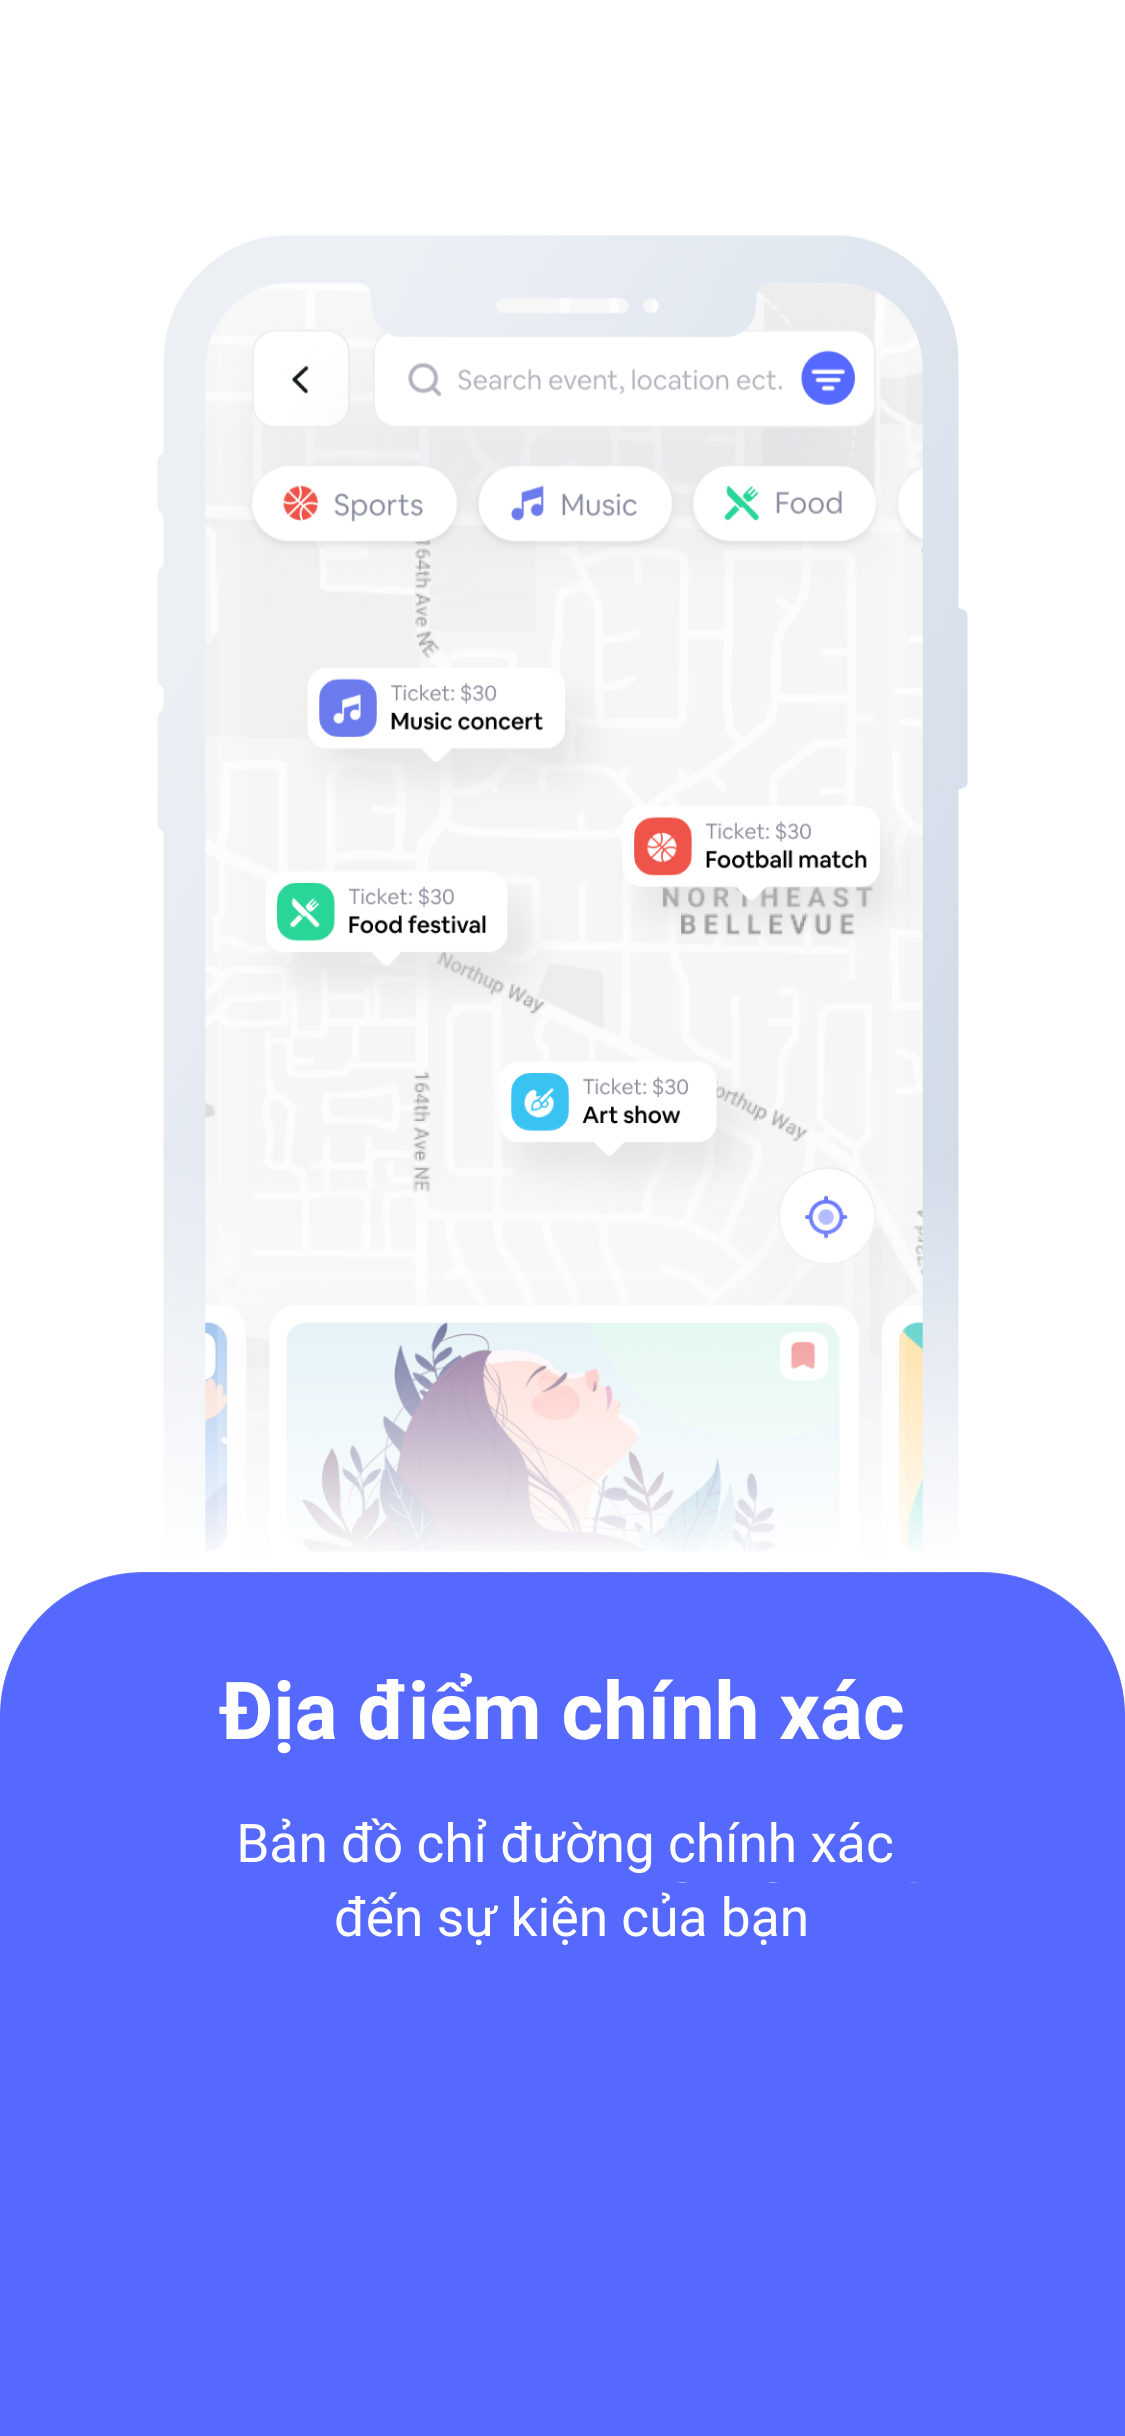 Search event, location ect.
Sports
Music
Food
164th Ave NE
Ticket: $30
Music concert
Ticket: $30
Football match
NORTHEAST
BELLEVUE
Ticket: $30
Food festival
Northup Way
Ticket: $30
Art show
Northup Way
164th Ave NE
Địa điểm chính xác
Bản đồ chỉ đường chính xác
đến sự kiện của bạn